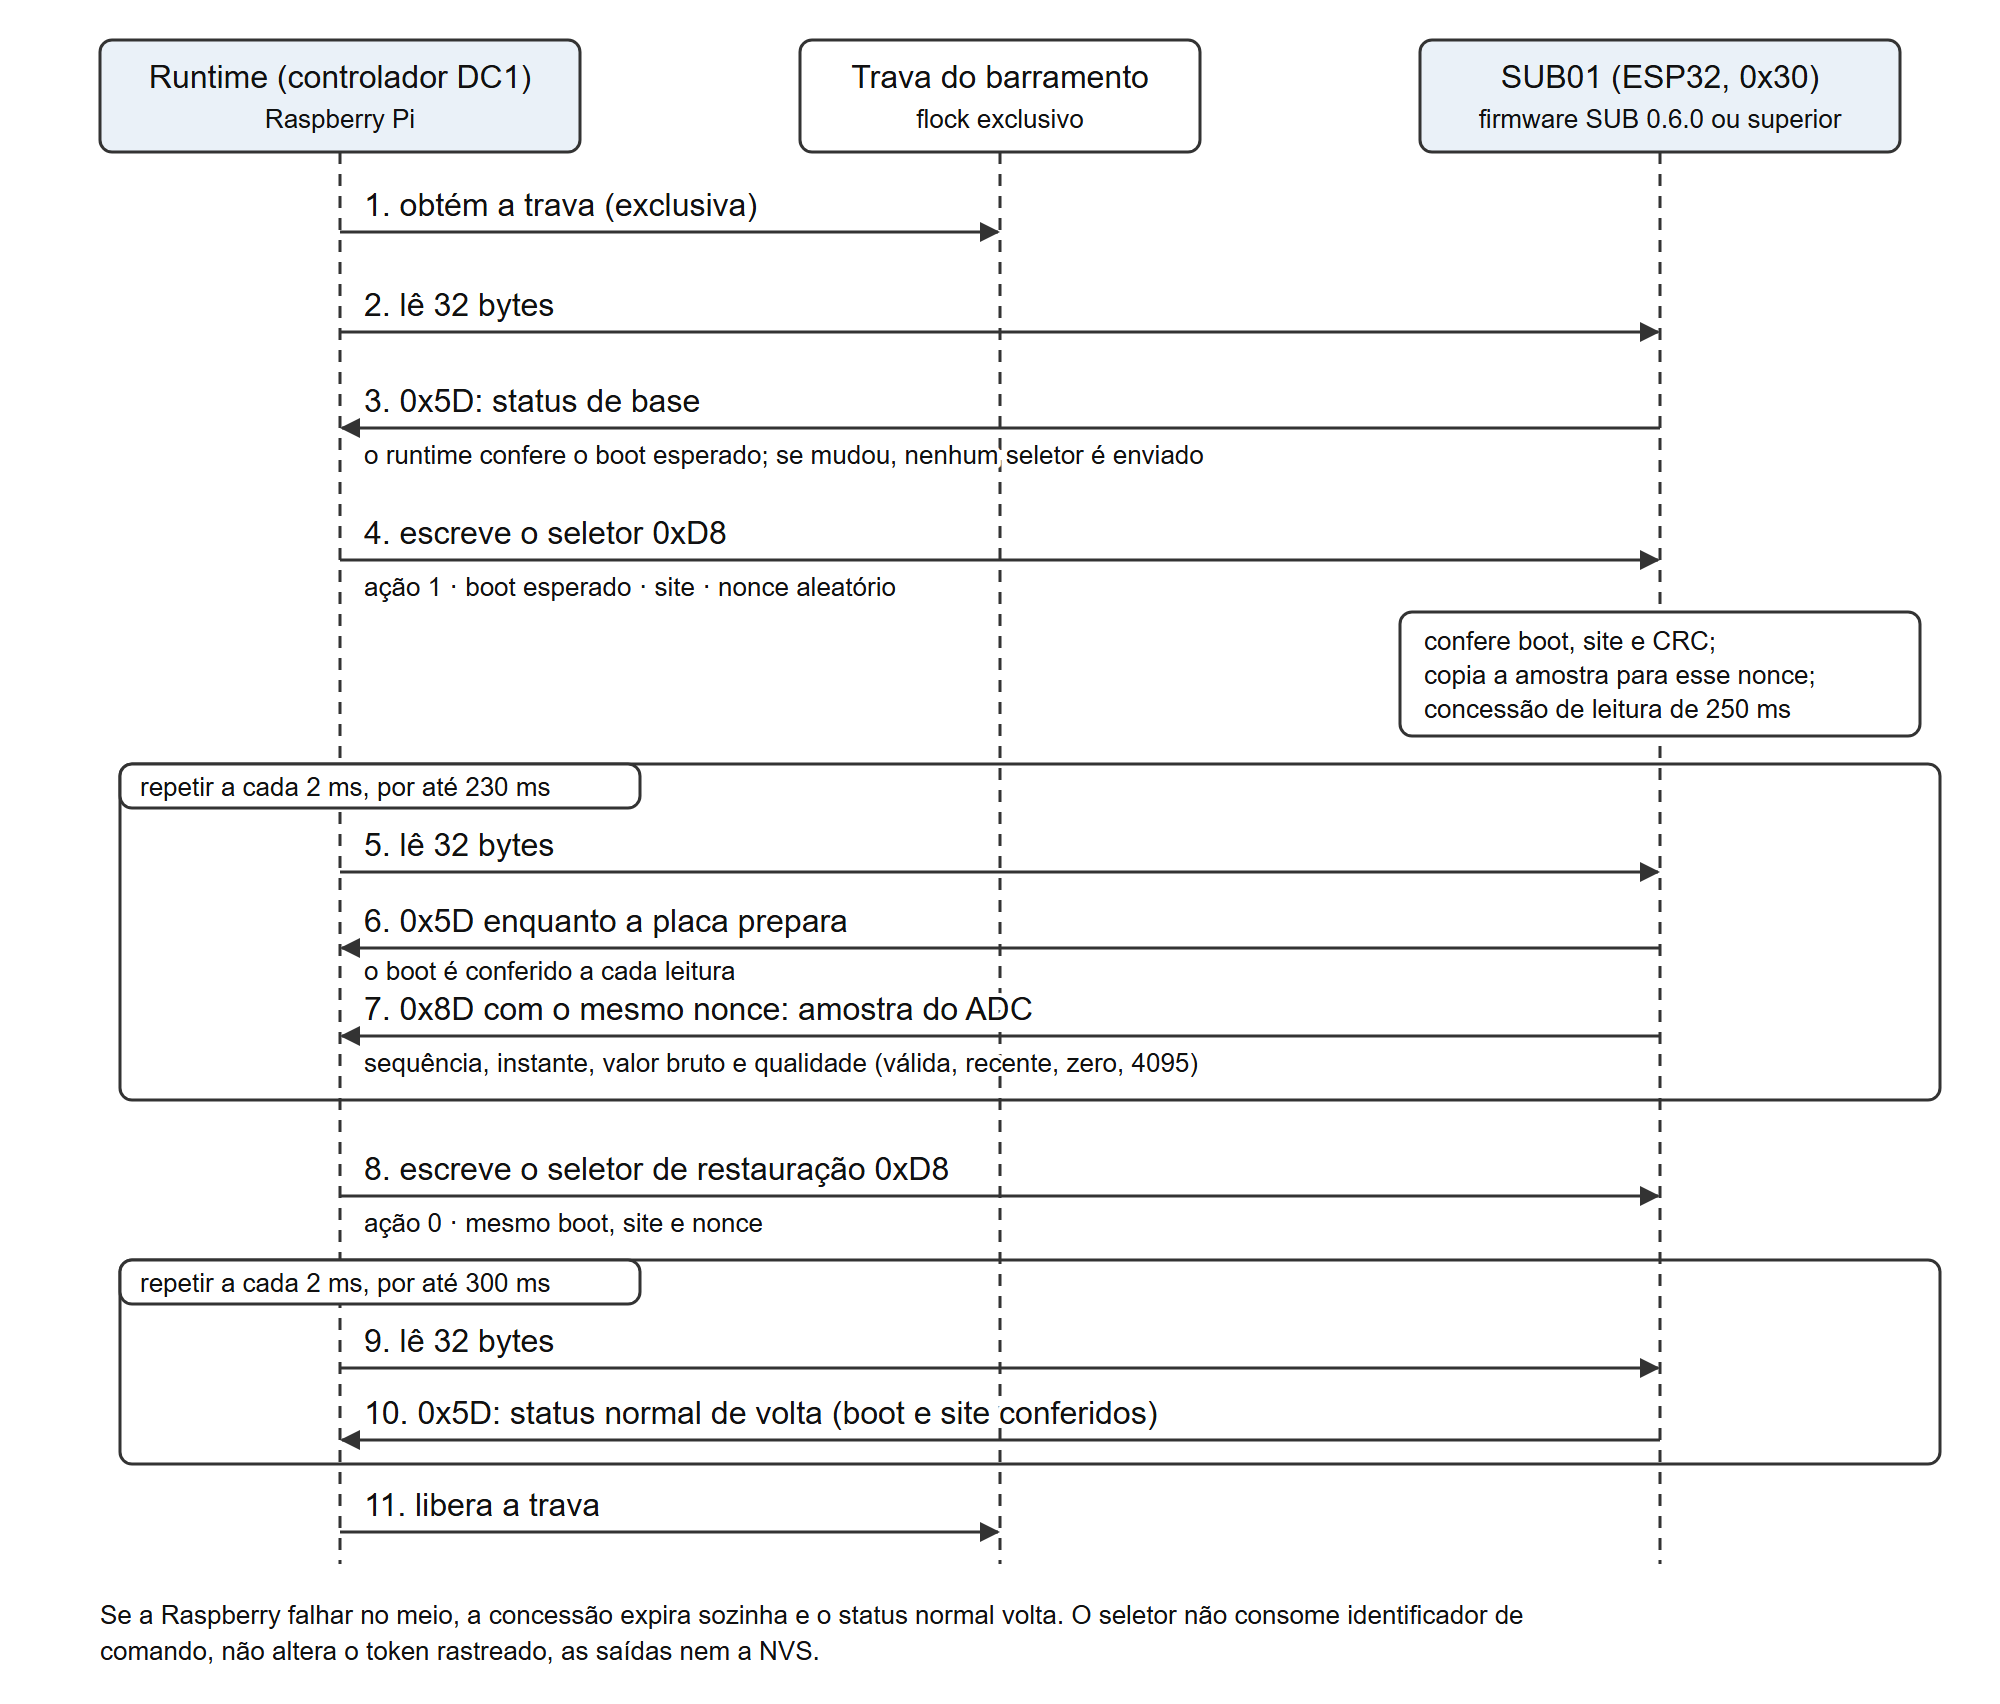 Runtime (controlador DC1)
Raspberry Pi
Trava do barramento
flock exclusivo
SUB01 (ESP32, 0x30)
firmware SUB 0.6.0 ou superior
1. obtém a trava (exclusiva)
2. lê 32 bytes
3. 0x5D: status de base
o runtime confere o boot esperado; se mudou, nenhum seletor é enviado
4. escreve o seletor 0xD8
ação 1 · boot esperado · site · nonce aleatório
confere boot, site e CRC;
copia a amostra para esse nonce;
concessão de leitura de 250 ms
repetir a cada 2 ms, por até 230 ms
5. lê 32 bytes
6. 0x5D enquanto a placa prepara
o boot é conferido a cada leitura
7. 0x8D com o mesmo nonce: amostra do ADC
sequência, instante, valor bruto e qualidade (válida, recente, zero, 4095)
8. escreve o seletor de restauração 0xD8
ação 0 · mesmo boot, site e nonce
repetir a cada 2 ms, por até 300 ms
9. lê 32 bytes
10. 0x5D: status normal de volta (boot e site conferidos)
11. libera a trava
Se a Raspberry falhar no meio, a concessão expira sozinha e o status normal volta. O seletor não consome identificador de
comando, não altera o token rastreado, as saídas nem a NVS.